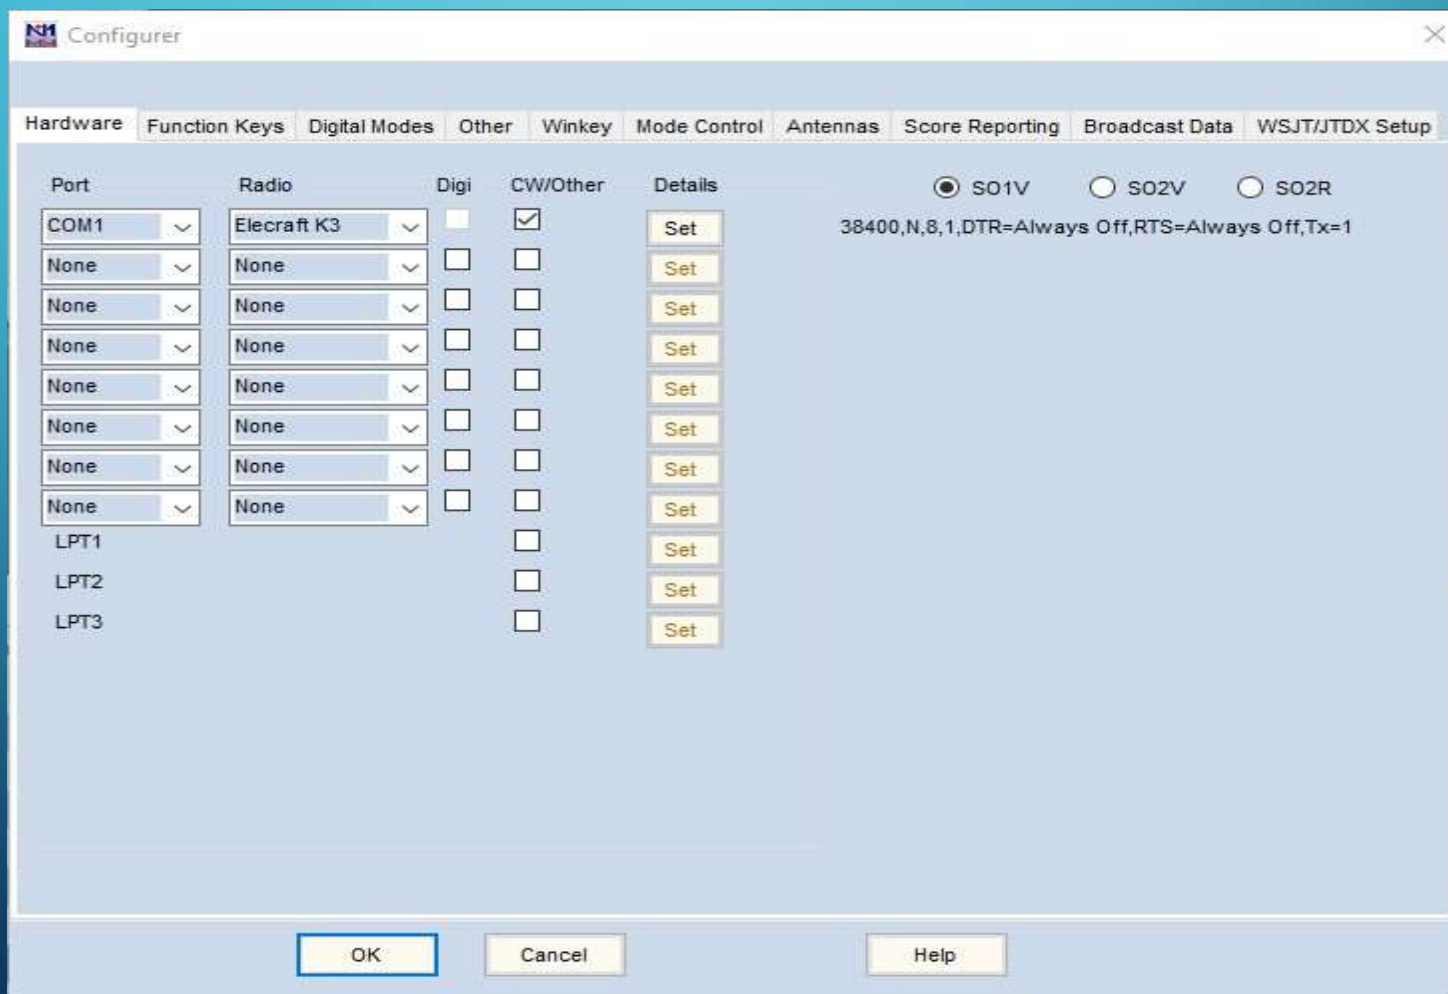 N1 Configurer
Hardware Function Keys Digital Modes Other Winkey Mode Control Antennas Score Reporting Broadcast Data WSJT/JTDX Setup
Port Radio Digi CW/Other Details SO1V SO2V SO2R
COM1 Elecraft K3 Set 38400,N,8,1,DTR=Always Off,RTS=Always Off,Tx=1
None None Set
None None Set
None None Set
None None Set
None None Set
None None Set
None None Set
LPT1 Set
LPT2 Set
LPT3 Set
OK Cancel Help